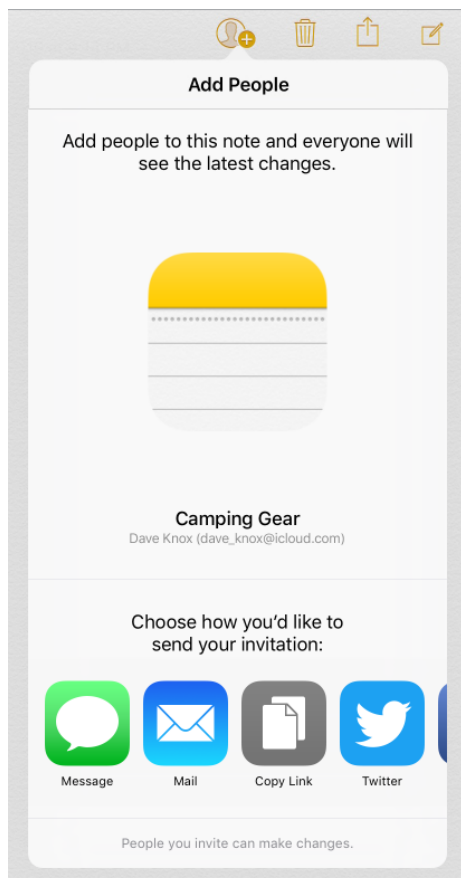 Add People
Add people to this note and everyone will
see the latest changes.
Camping Gear
Dave Knox (dave_knox@icloud.com)
Choose how you’d like to
send your invitation:
Message
Mail
Copy Link
Twitter
People you invite can make changes.